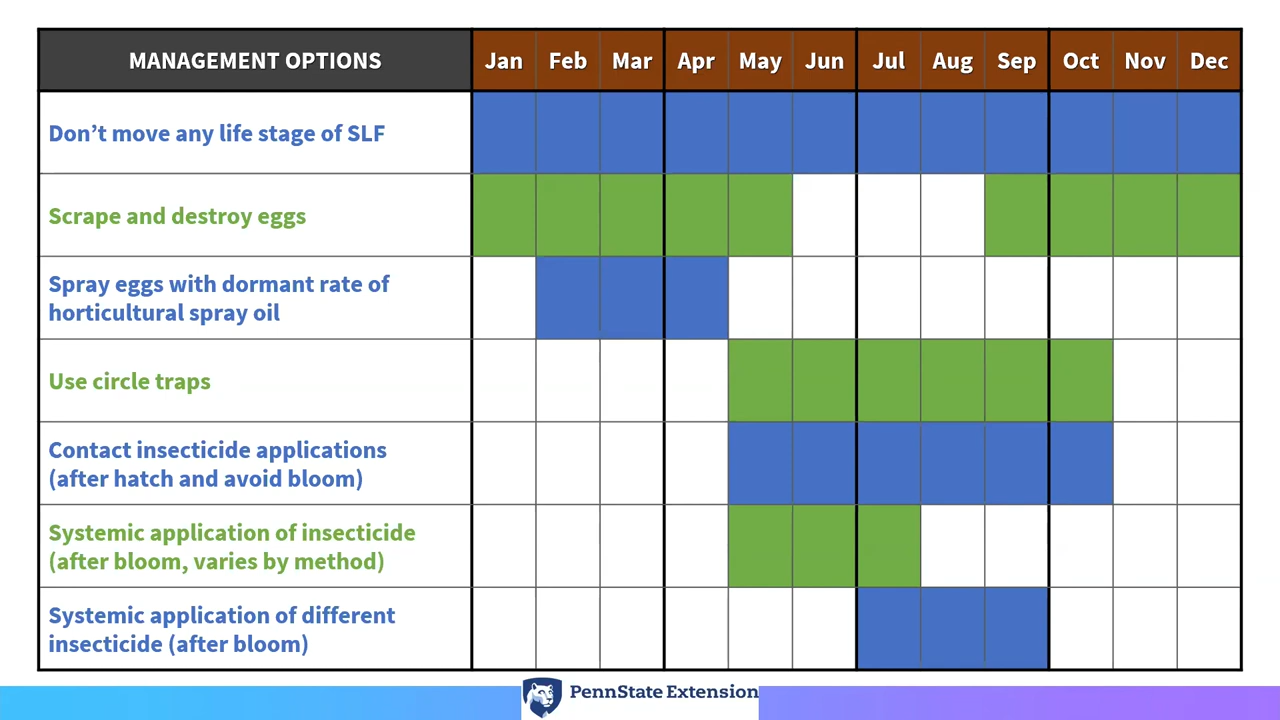 MANAGEMENT OPTIONS Jan Feb Mar Apr May Jun Jul Aug Sep Oct Nov Dec
Don’t move any life stage of SLF
Scrape and destroy eggs
Spray eggs with dormant rate of
horticultural spray oil
Use circle traps
Contact insecticide applications
(after hatch and avoid bloom)
Systemic application of insecticide
(after bloom, varies by method)
Systemic application of different
insecticide (after bloom)
PennState Extension